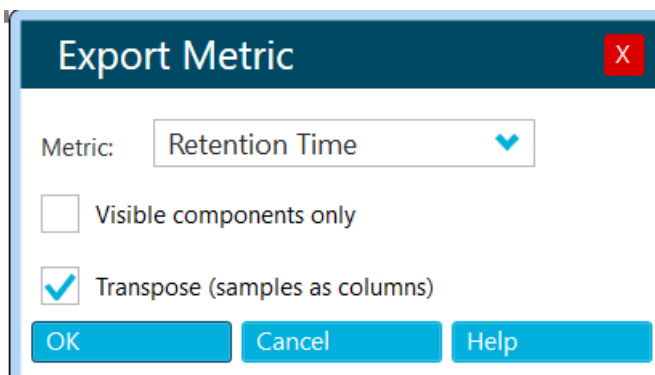 Export Metric X
Metric: Retention Time
Visible components only
Transpose (samples as columns)
OK Cancel Help